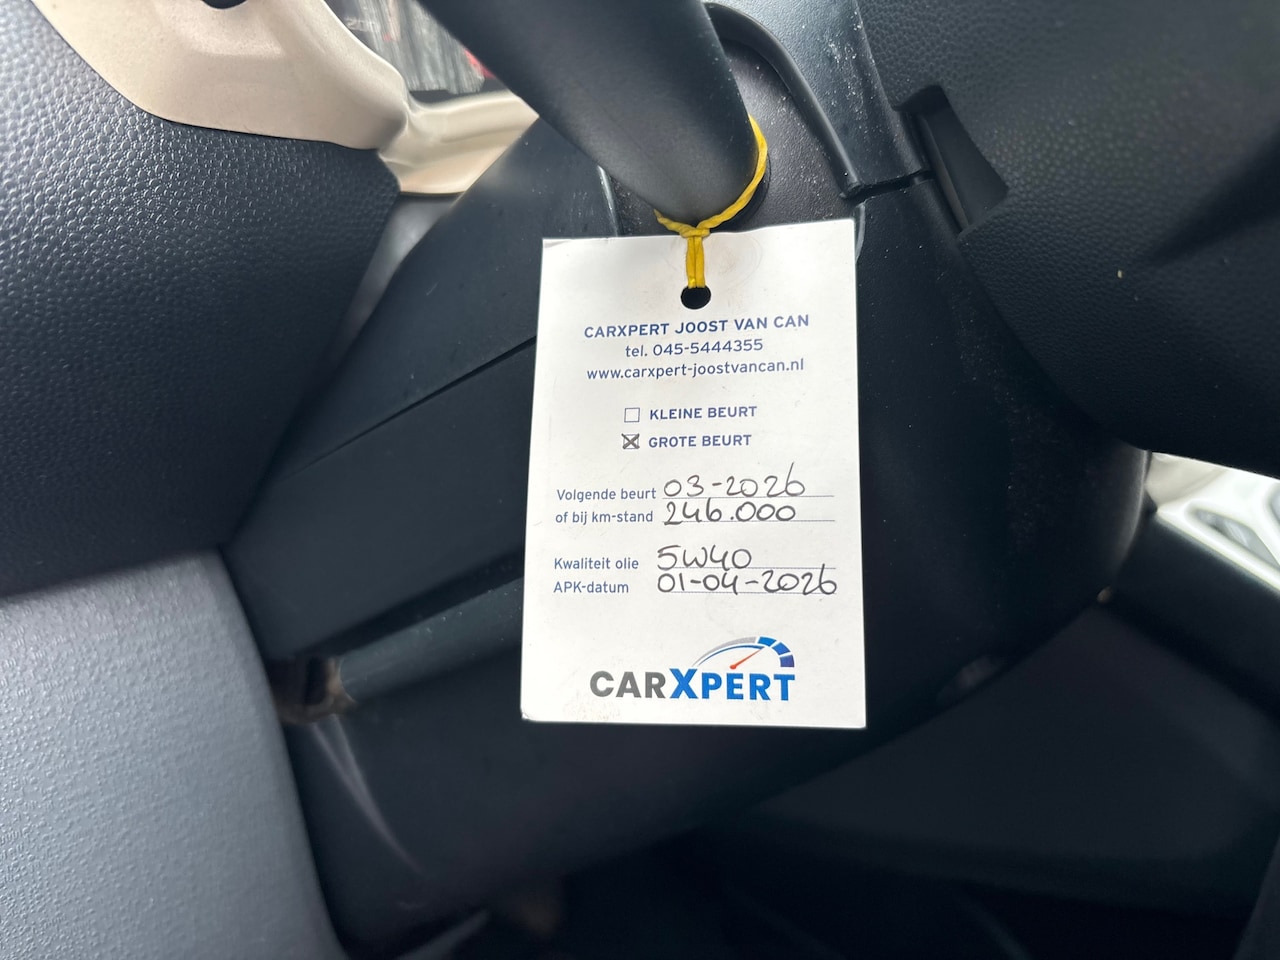 CARXPERT JOOST VAN CAN
tel. 045-5444355
www.carxpert-joostvancan.nl
KLEINE BEURT
GROTE BEURT
Volgende beurt 03-2026
of bij km-stand 246.000
Kwaliteit olie 5W40
APK-datum 01-04-2026
CARXPERT